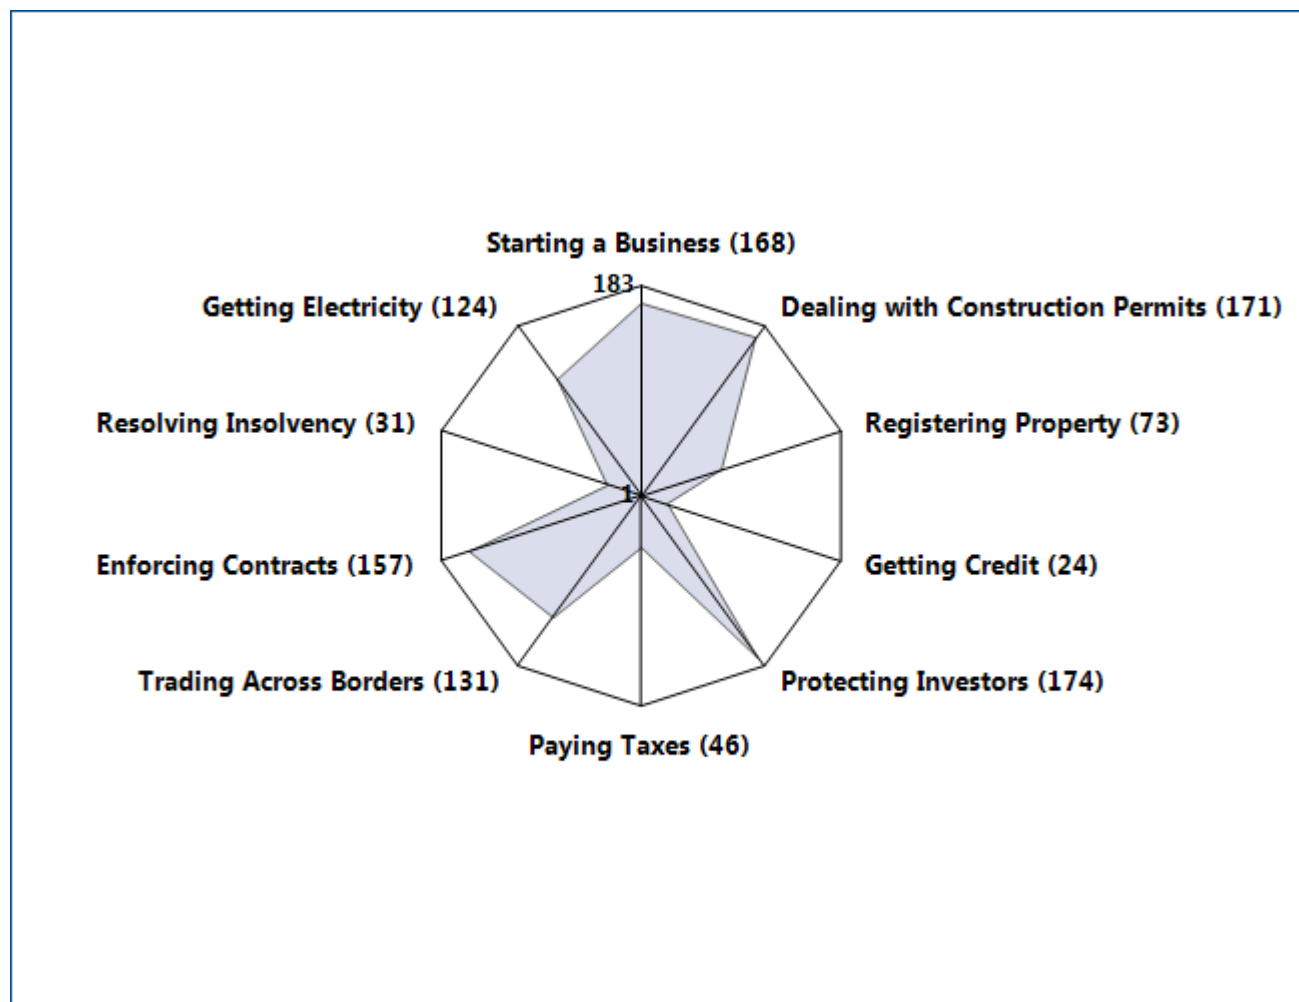 Starting a Business (168)
183
Getting Electricity (124)
Dealing with Construction Permits (171)
Resolving Insolvency (31)
Registering Property (73)
1
Enforcing Contracts (157)
Getting Credit (24)
Trading Across Borders (131)
Protecting Investors (174)
Paying Taxes (46)